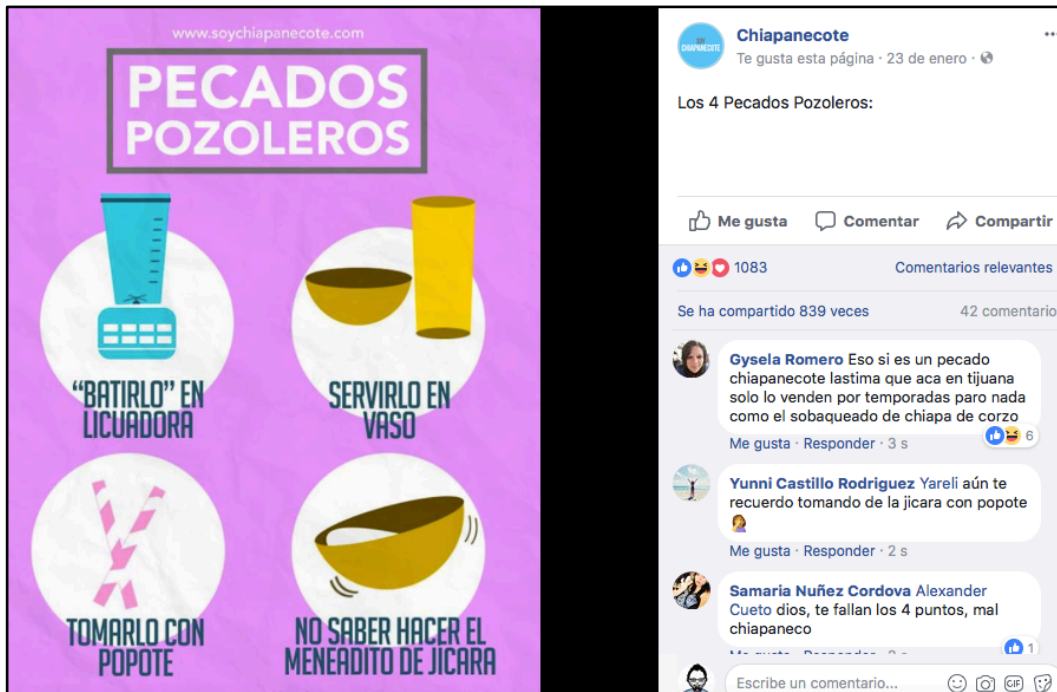 www.soychiapanecote.com
PECADOS
POZOLEROS
“BATIRLO” EN
LICUADORA
SERVIRLO EN
VASO
TOMARLO CON
POPOTE
NO SABER HACER EL
MENEADITO DE JICARA
SOY
CHIAPANECOTE
Chiapanecote
Te gusta esta página · 23 de enero ·
Los 4 Pecados Pozoleros:
Me gusta Comentar Compartir
1083 Comentarios relevantes
Se ha compartido 839 veces 42 comentario
Gysela Romero Eso si es un pecado
chiapanecote lastima que aca en tijuana
solo lo venden por temporadas paro nada
como el sobaqueado de chiapa de corzo
6
Me gusta · Responder · 3 s
Yunni Castillo Rodriguez Yareli aún te
recuerdo tomando de la jicara con popote
Me gusta · Responder · 2 s
Samaria Nuñez Cordova Alexander
Cueto dios, te fallan los 4 puntos, mal
chiapaneco
1
Escribe un comentario...
GIF